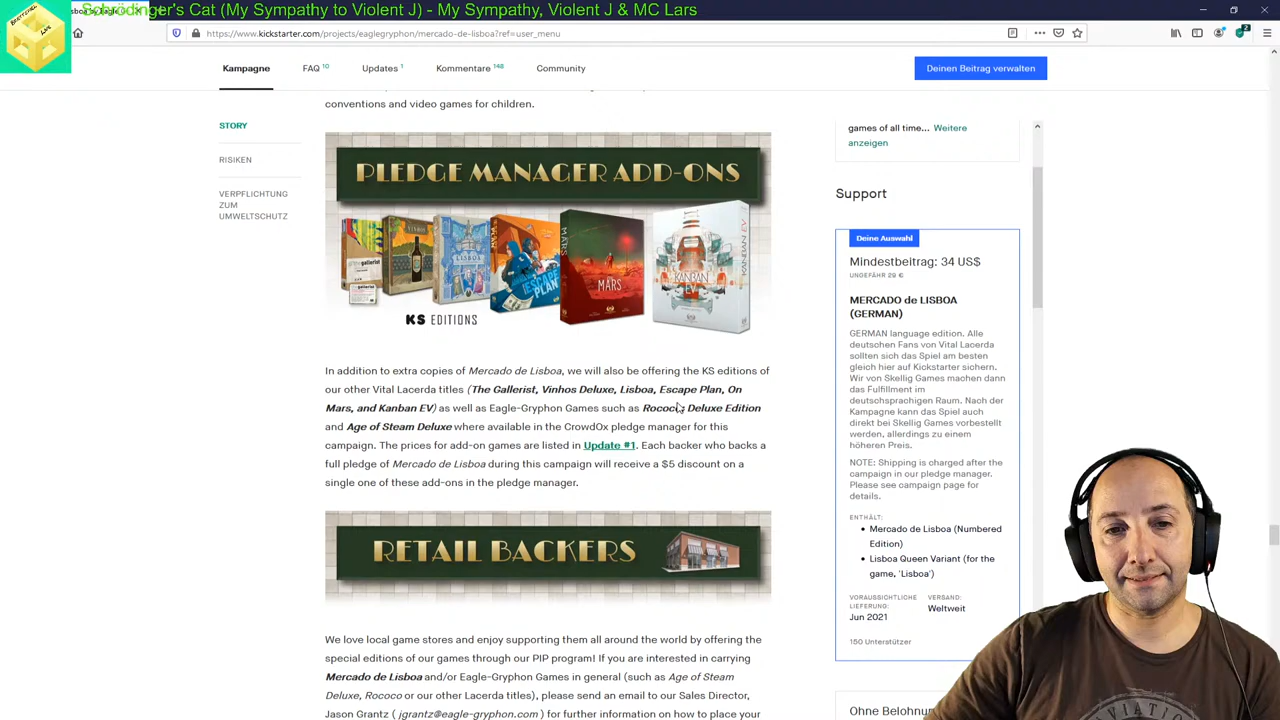 Schrödinger's Cat (My Sympathy to Violent J) - My Sympathy, Violent J & MC Lars
https://www.kickstarter.com/projects/eaglegryphon/mercado-de-lisboa?ref=user_menu
Kampagne FAQ 10 Updates 1 Kommentare 148 Community Deinen Beitrag verwalten
STORY
RISIKEN
VERPFLICHTUNG
ZUM
UMWELTSCHUTZ
conventions and video games for children.
PLEDGE MANAGER ADD-ONS
gallerist
VINHOS
LISBOA
ESCAPE PLAN
MARS
KANBAN EV
KS EDITIONS
In addition to extra copies of Mercado de Lisboa, we will also be offering the KS editions of
our other Vital Lacerda titles (The Gallerist, Vinhos Deluxe, Lisboa, Escape Plan, On
Mars, and Kanban EV) as well as Eagle-Gryphon Games such as Rococo Deluxe Edition
and Age of Steam Deluxe where available in the CrowdOx pledge manager for this
campaign. The prices for add-on games are listed in Update #1. Each backer who backs a
full pledge of Mercado de Lisboa during this campaign will receive a $5 discount on a
single one of these add-ons in the pledge manager.
RETAIL BACKERS
We love local game stores and enjoy supporting them all around the world by offering the
special editions of our games through our PIP program! If you are interested in carrying
Mercado de Lisboa and/or Eagle-Gryphon Games in general (such as Age of Steam
Deluxe, Rococo or our other Lacerda titles), please send an email to our Sales Director,
Jason Grantz ( jgrantz@eagle-gryphon.com ) for further information on how to place your
games of all time... Weitere
anzeigen
Support
Deine Auswahl
Mindestbeitrag: 34 US$
UNGEFÄHR 29 €
MERCADO de LISBOA
(GERMAN)
GERMAN language edition. Alle
deutschen Fans von Vital Lacerda
sollten sich das Spiel am besten
gleich hier auf Kickstarter sichern.
Wir von Skellig Games machen dann
das Fulfillment im
deutschsprachigen Raum. Nach der
Kampagne kann das Spiel auch
direkt bei Skellig Games vorbestellt
werden, allerdings zu einem
höheren Preis.
NOTE: Shipping is charged after the
campaign in our pledge manager.
Please see campaign page for
details.
ENTHÄLT:
Mercado de Lisboa (Numbered
Edition)
Lisboa Queen Variant (for the
game, 'Lisboa')
VORAUSSICHTLICHE
LIEFERUNG:
Jun 2021
VERSAND:
Weltweit
150 Unterstützer
Ohne Belohnun